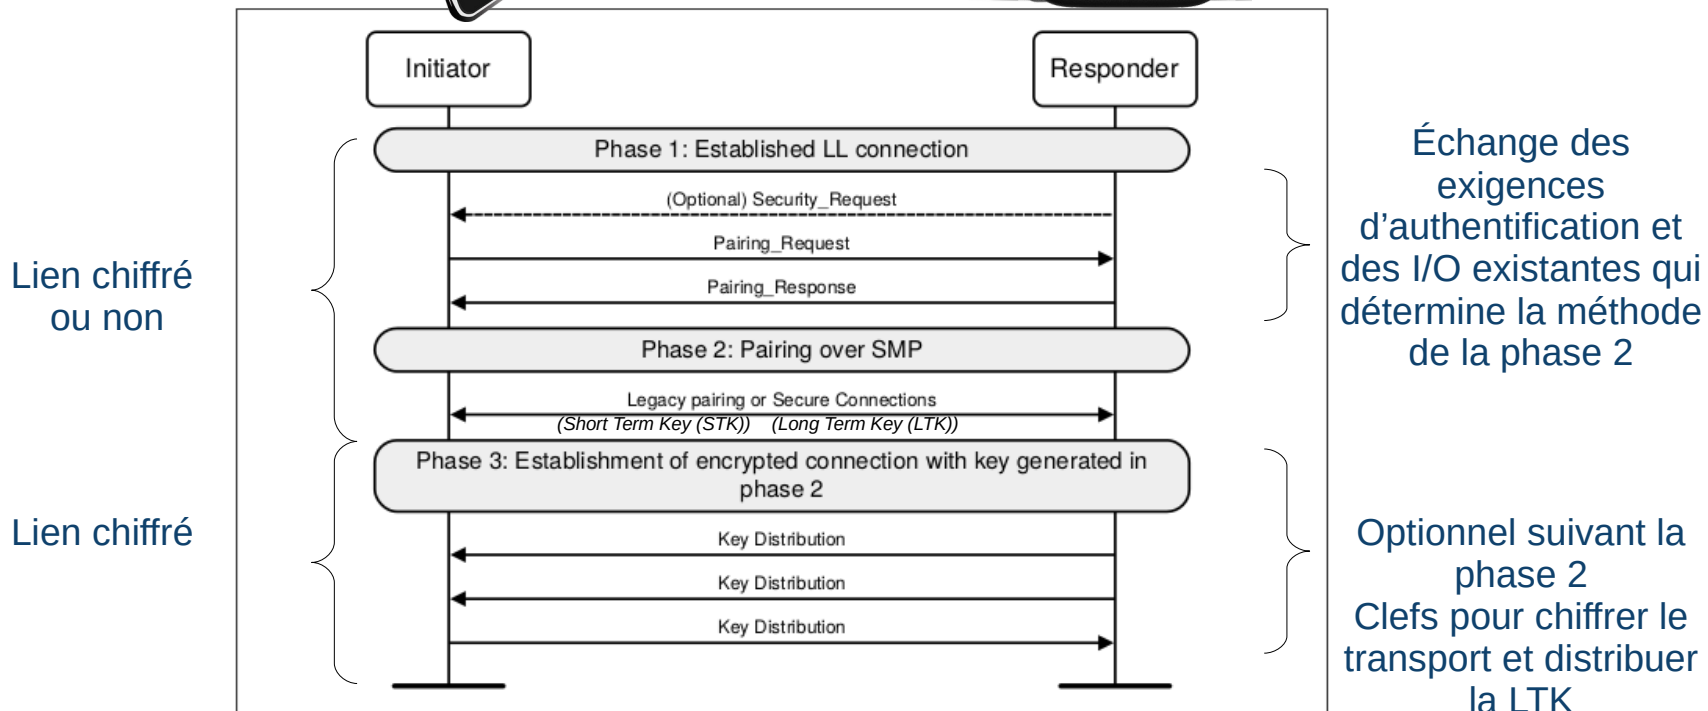 Initiator
Responder
Phase 1: Established LL connection
(Optional) Security_Request
Pairing_Request
Pairing_Response
Phase 2: Pairing over SMP
Legacy pairing or Secure Connections
(Short Term Key (STK)) (Long Term Key (LTK))
Phase 3: Establishment of encrypted connection with key generated in
phase 2
Key Distribution
Key Distribution
Key Distribution
Lien chiffré
ou non
Lien chiffré
Échange des
exigences
d’authentification et
des I/O existantes qui
détermine la méthode
de la phase 2
Optionnel suivant la
phase 2
Clefs pour chiffrer le
transport et distribuer
la LTK